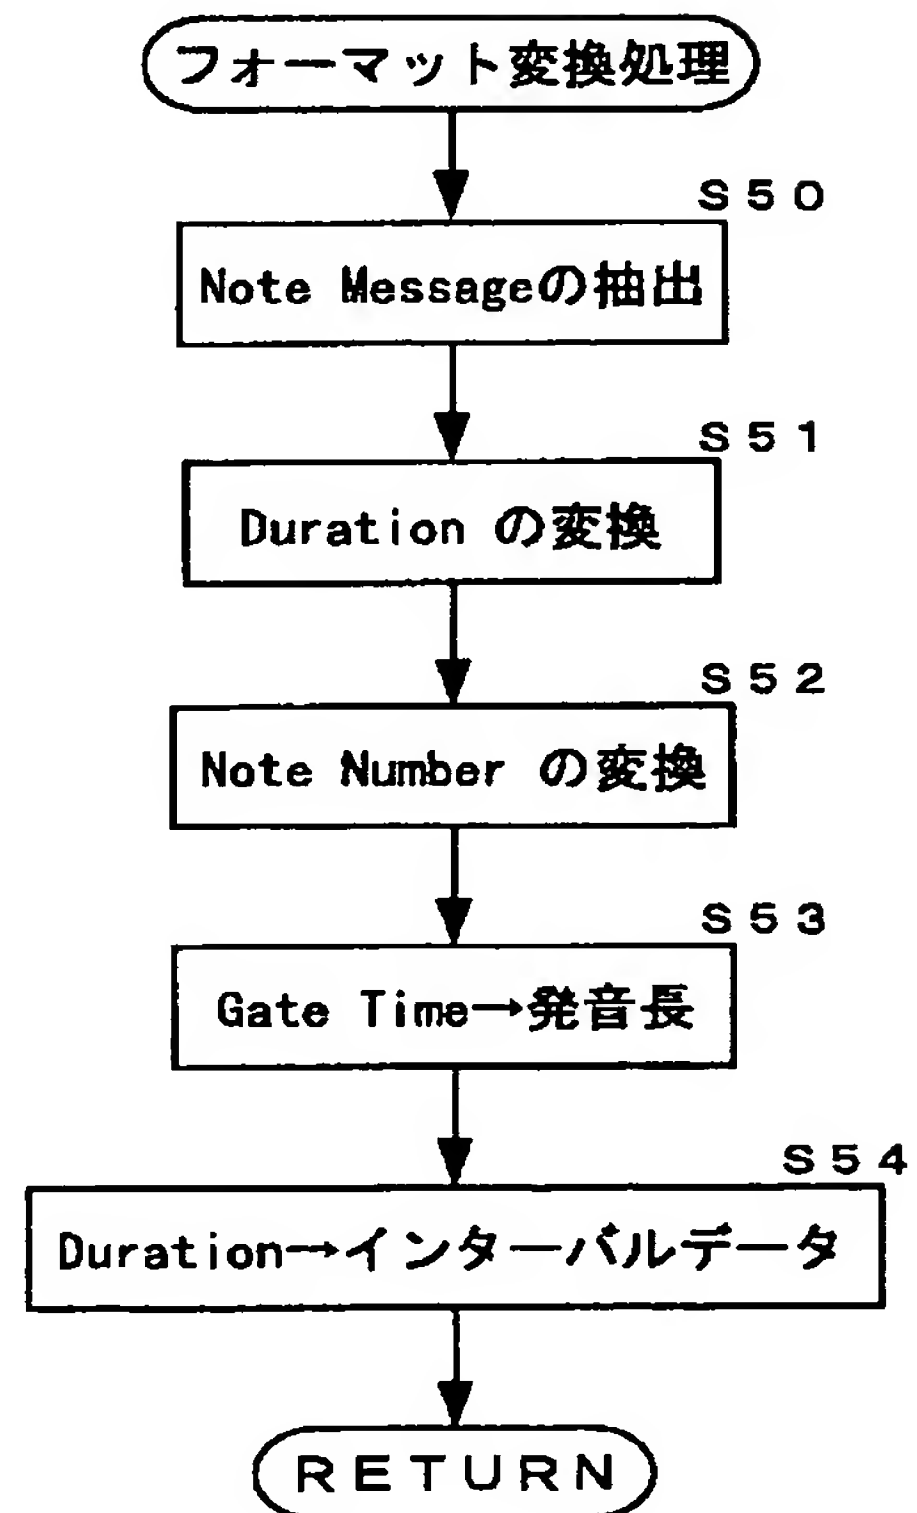 フォーマット変換処理
S50
Note Messageの抽出
S51
Duration の変換
S52
Note Number の変換
S53
Gate Time→発音長
S54
Duration→インターバルデータ
RETURN